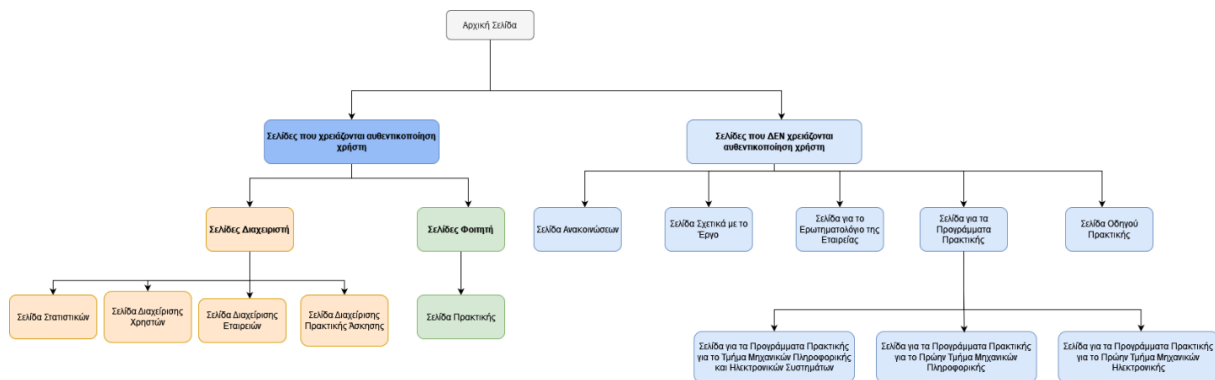 Αρχική Σελίδα
Σελίδες που χρειάζονται αυθεντικοποίηση
χρήστη
Σελίδες που ΔΕΝ χρειάζονται
αυθεντικοποίηση χρήστη
Σελίδες Διαχειριστή
Σελίδες Φοιτητή
Σελίδα Ανακοινώσεων
Σελίδα Σχετικά με το
Έργο
Σελίδα για το
Ερωτηματολόγιο της
Εταιρείας
Σελίδα για τα
Προγράμματα
Πρακτικής
Σελίδα Οδηγού
Πρακτικής
Σελίδα Στατιστικών
Σελίδα Διαχείρισης
Χρηστών
Σελίδα Διαχείρισης
Εταιρειών
Σελίδα Διαχείρισης
Πρακτικής Άσκησης
Σελίδα Πρακτικής
Σελίδα για τα Προγράμματα Πρακτικής
για το Τμήμα Μηχανικών Πληροφορικής
και Ηλεκτρονικών Συστημάτων
Σελίδα για τα Προγράμματα Πρακτικής
για το Πρώην Τμήμα Μηχανικών
Πληροφορικής
Σελίδα για τα Προγράμματα Πρακτικής
για το Πρώην Τμήμα Μηχανικών
Ηλεκτρονικής